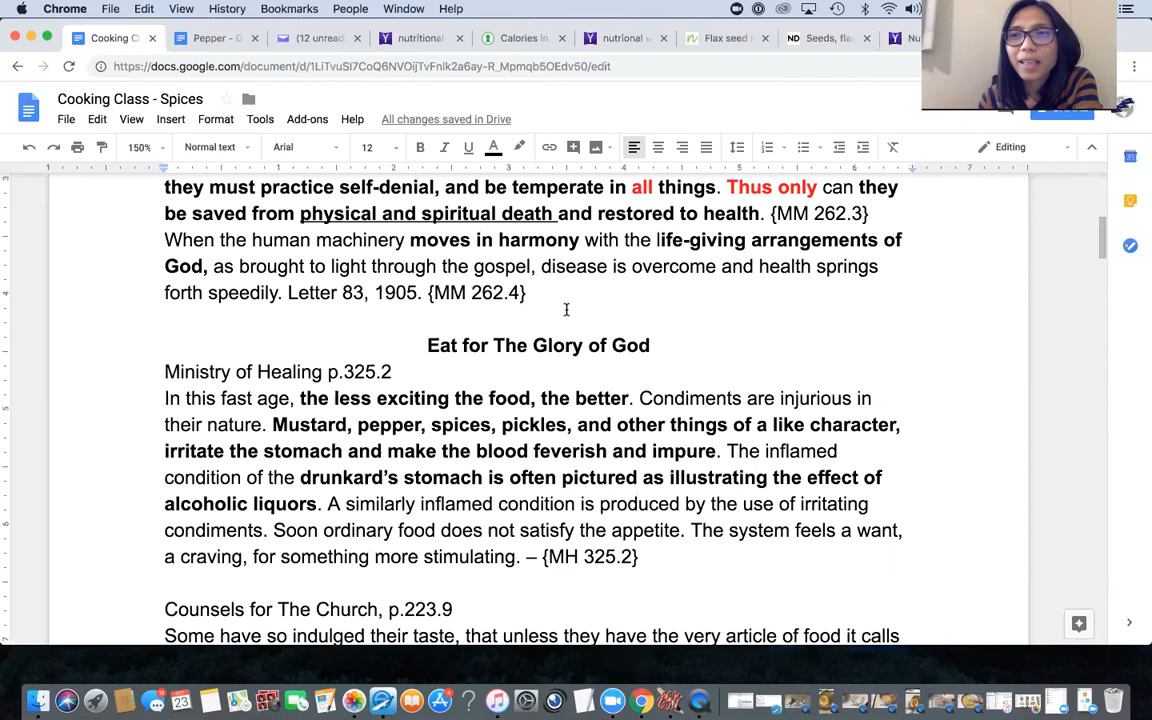 Chrome File Edit View History Bookmarks People Window Help
Cooking Cl
Pepper - G
(12 unread
nutritional
Calories in
nutrional v
Flax seed n
Seeds, fla
Nu
https://docs.google.com/document/d/1LiTvuSl7CoQ6NVOijTvFnlk2a6ay-R_Mpmqb5OEdv50/edit
Cooking Class - Spices
File Edit View Insert Format Tools Add-ons Help All changes saved in Drive
150% Normal text Arial 12 B I U A Editing
they must practice self-denial, and be temperate in all things. Thus only can they
be saved from physical and spiritual death and restored to health. {MM 262.3}
When the human machinery moves in harmony with the life-giving arrangements of
God, as brought to light through the gospel, disease is overcome and health springs
forth speedily. Letter 83, 1905. {MM 262.4}
Eat for The Glory of God
Ministry of Healing p.325.2
In this fast age, the less exciting the food, the better. Condiments are injurious in
their nature. Mustard, pepper, spices, pickles, and other things of a like character,
irritate the stomach and make the blood feverish and impure. The inflamed
condition of the drunkard's stomach is often pictured as illustrating the effect of
alcoholic liquors. A similarly inflamed condition is produced by the use of irritating
condiments. Soon ordinary food does not satisfy the appetite. The system feels a want,
a craving, for something more stimulating. – {MH 325.2}
Counsels for The Church, p.223.9
Some have so indulged their taste, that unless they have the very article of food it calls